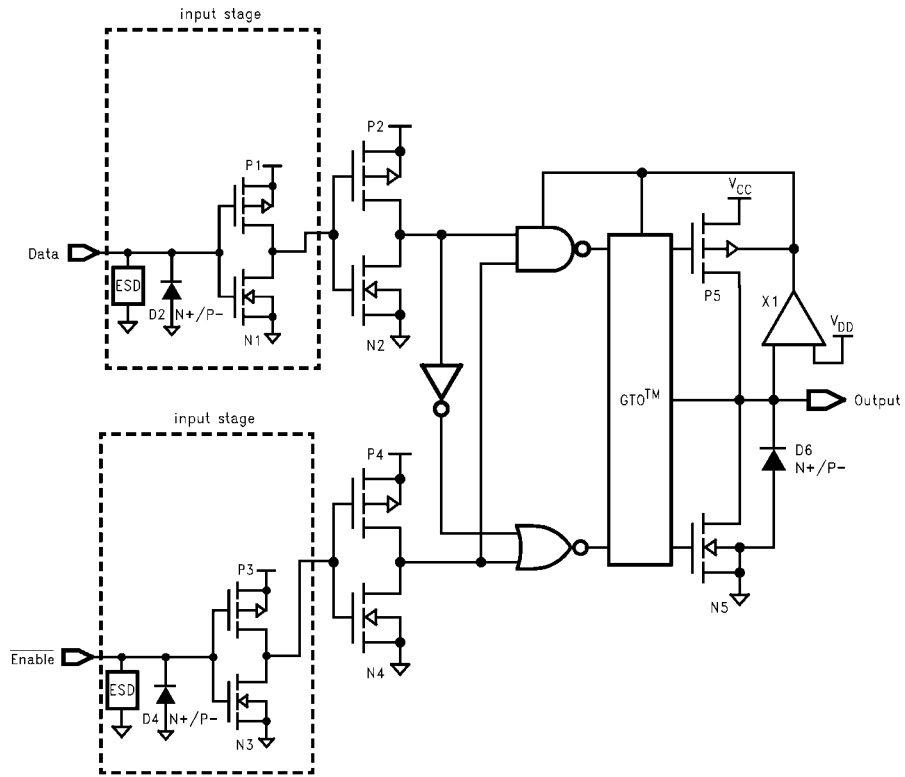 input stage
P1
P2
Data
ESD
D2 N+/P-
N1
N2
VCC
P5
X1
VDD
GTO™
Output
D6
N+/P-
N5
input stage
P3
P4
Enable
ESD
D4 N+/P-
N3
N4